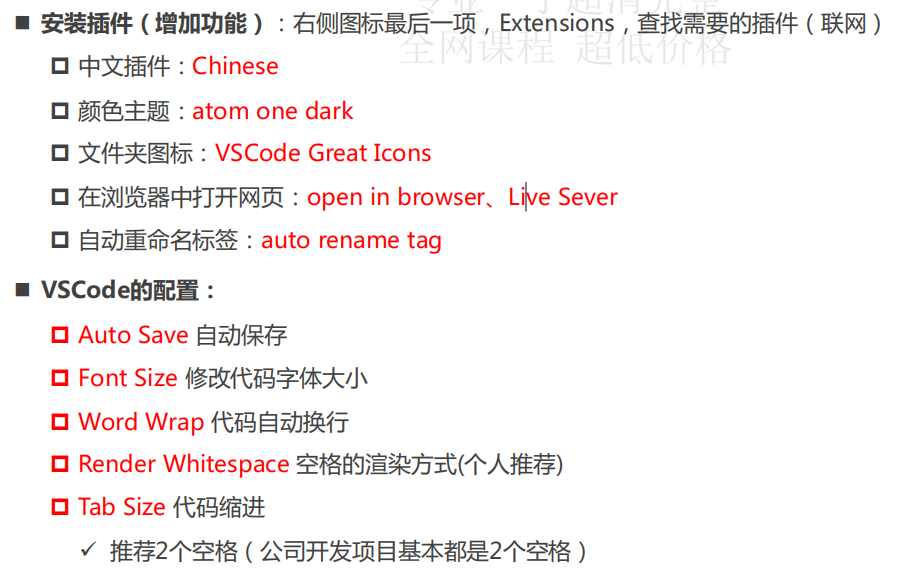 专业 于 超清完整
全网课程 超低价格
■ 安装插件（增加功能）：右侧图标最后一项，Extensions，查找需要的插件（联网）
中文插件：Chinese
颜色主题：atom one dark
文件夹图标：VSCode Great Icons
在浏览器中打开网页：open in browser、Live Sever
自动重命名标签：auto rename tag
■ VSCode的配置：
Auto Save 自动保存
Font Size 修改代码字体大小
Word Wrap 代码自动换行
Render Whitespace 空格的渲染方式(个人推荐)
Tab Size 代码缩进
✓ 推荐2个空格（公司开发项目基本都是2个空格）